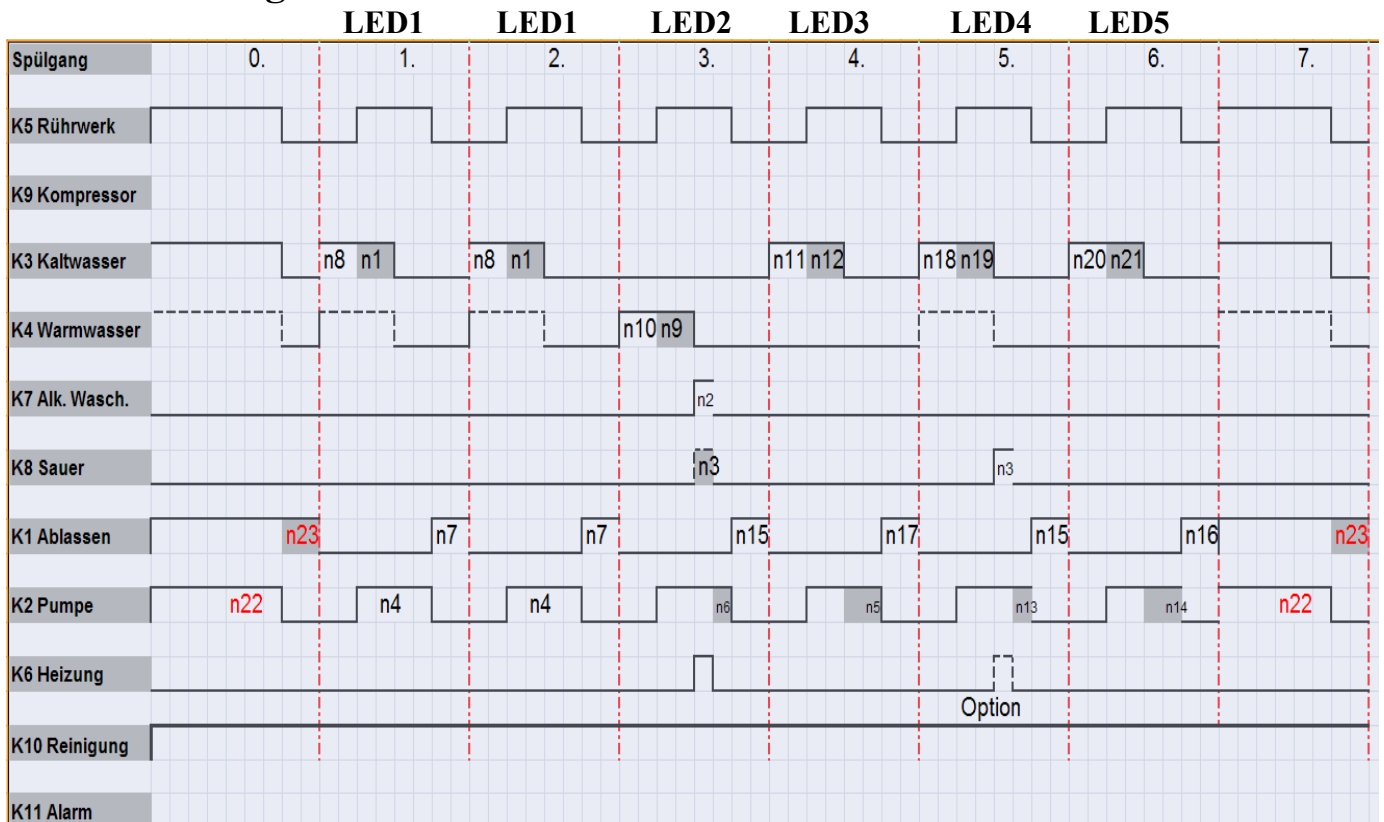 LED1 LED1 LED2 LED3 LED4 LED5
Spülgang 0. 1. 2. 3. 4. 5. 6. 7.
K5 Rührwerk
K9 Kompressor
K3 Kaltwasser n8 n1 n8 n1 n11 n12 n18 n19 n20 n21
K4 Warmwasser n10 n9
K7 Alk. Wasch. n2
K8 Sauer n3 n3
K1 Ablassen n23 n7 n7 n15 n17 n15 n16 n23
K2 Pumpe n22 n4 n4 n6 n5 n13 n14 n22
K6 Heizung
Option
K10 Reinigung
K11 Alarm